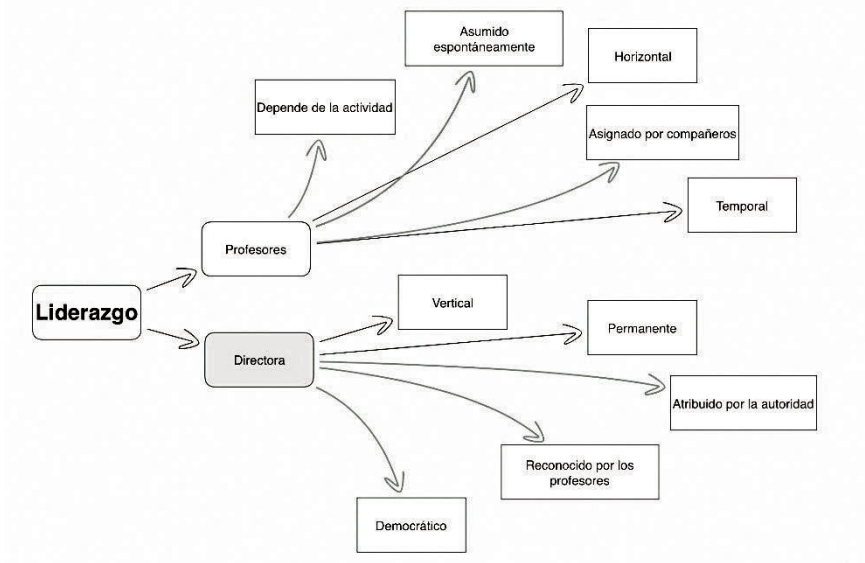 Asumido
espontáneamente
Horizontal
Depende de la actividad
Asignado por compañeros
Temporal
Profesores
Liderazgo
Vertical
Permanente
Directora
Atribuido por la autoridad
Reconocido por los
profesores
Democrático